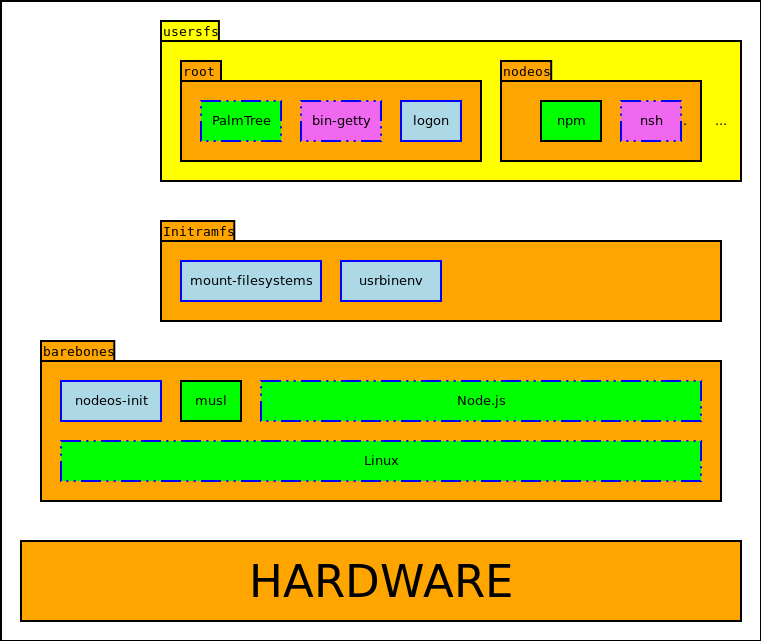 usersfs
root
nodeos
PalmTree
bin-getty
logon
npm
nsh
.
...
Initramfs
mount-filesystems
usrbinenv
barebones
nodeos-init
musl
Node.js
Linux
HARDWARE